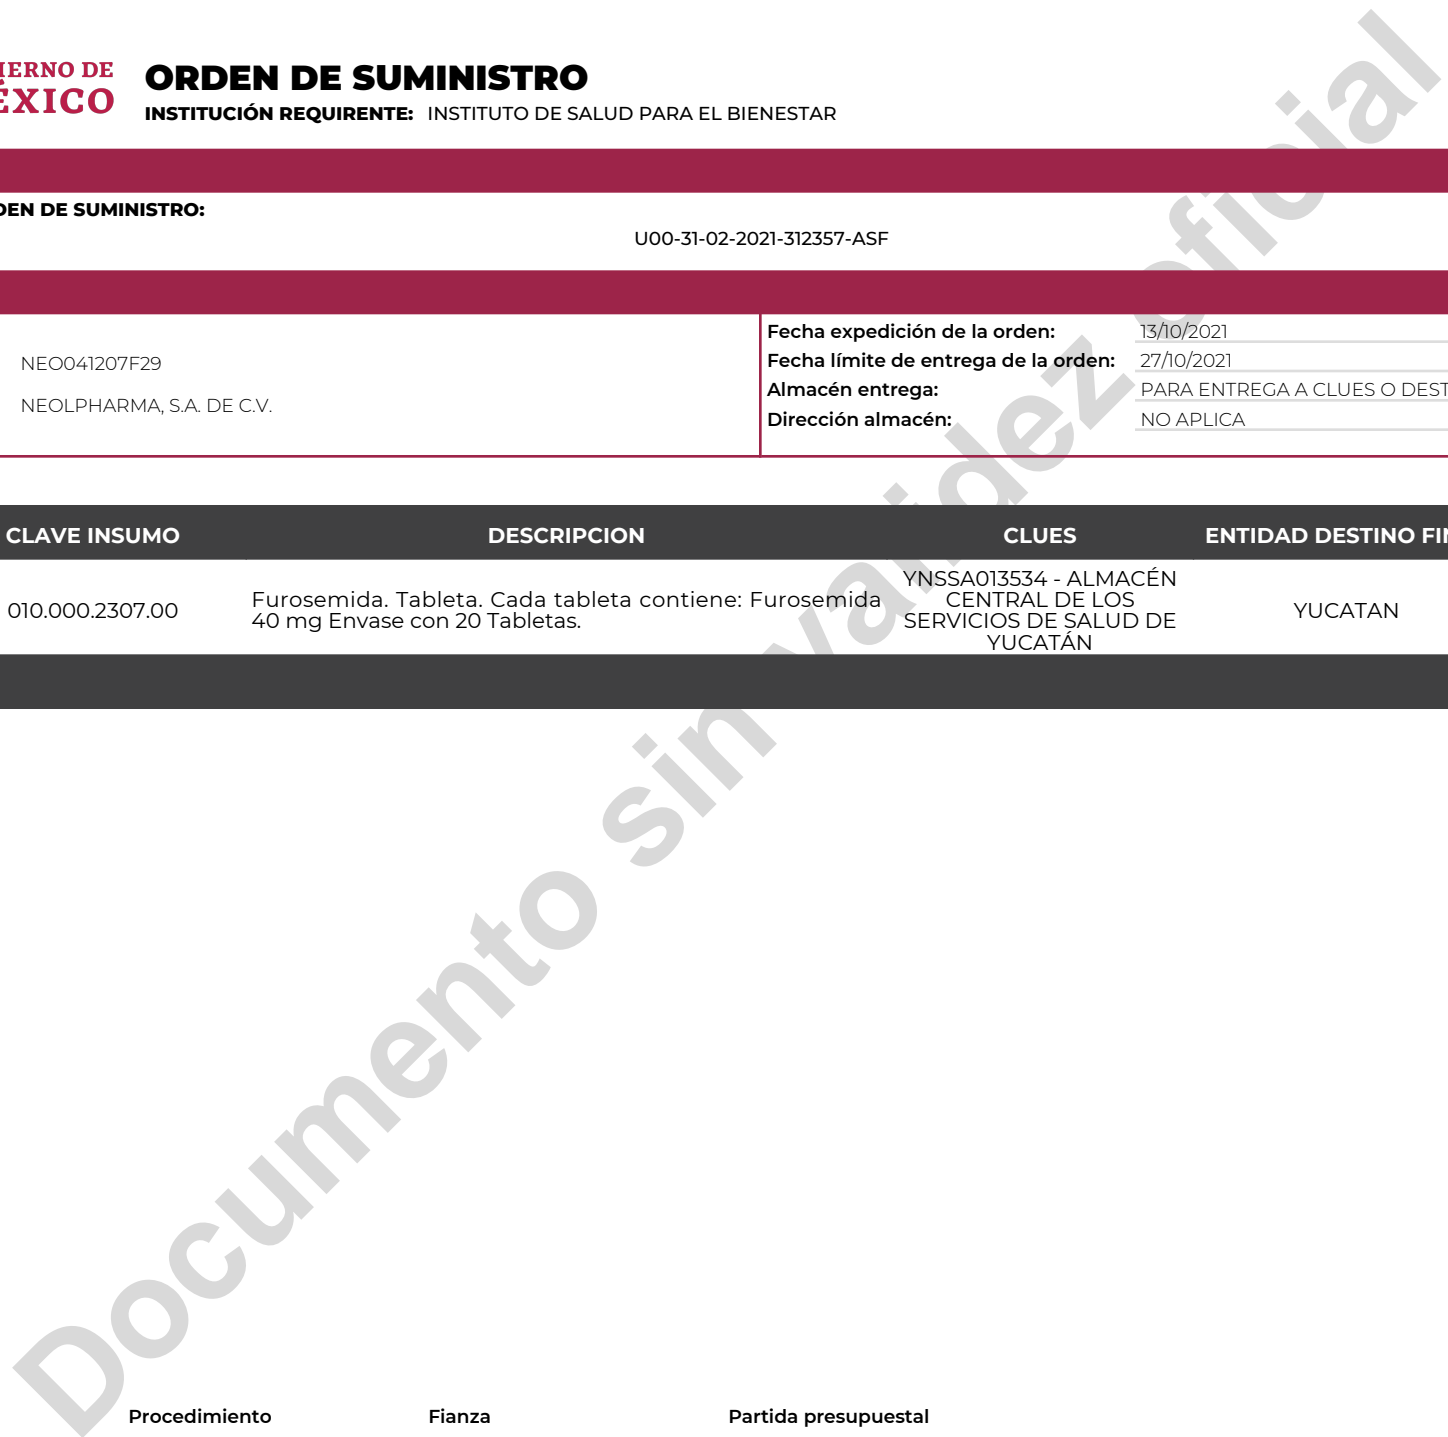 IERNO DE
ÉXICO
ORDEN DE SUMINISTRO
INSTITUCIÓN REQUIRENTE: INSTITUTO DE SALUD PARA EL BIENESTAR
DEN DE SUMINISTRO:
U00-31-02-2021-312357-ASF
NEO041207F29
NEOLPHARMA, S.A. DE C.V.
Fecha expedición de la orden: 13/10/2021
Fecha límite de entrega de la orden: 27/10/2021
Almacén entrega: PARA ENTREGA A CLUES O DEST
Dirección almacén: NO APLICA
CLAVE INSUMO DESCRIPCION CLUES ENTIDAD DESTINO FIN
010.000.2307.00
Furosemida. Tableta. Cada tableta contiene: Furosemida
40 mg Envase con 20 Tabletas.
YNSSA013534 - ALMACÉN
CENTRAL DE LOS
SERVICIOS DE SALUD DE
YUCATÁN
YUCATAN
Documento sin validez oficial
Procedimiento Fianza Partida presupuestal